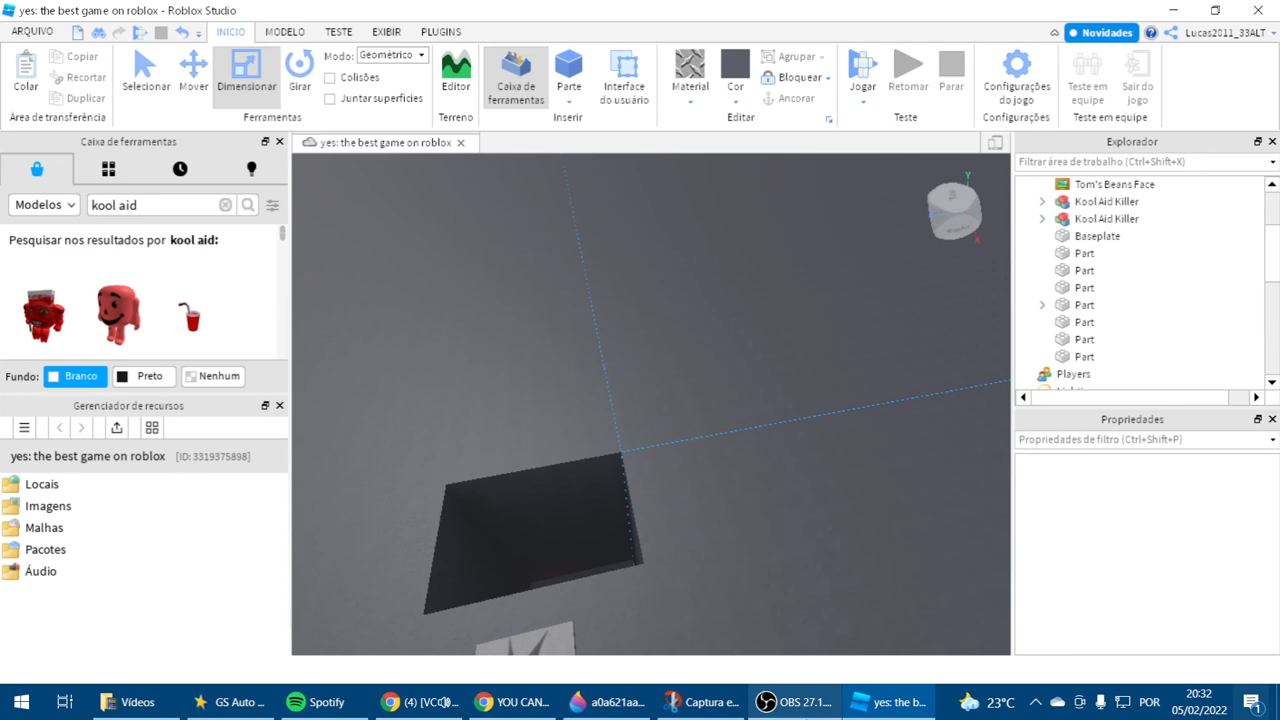 yes: the best game on roblox - Roblox Studio
ARQUIVO INÍCIO MODELO TESTE EXIBIR PLUGINS Novidades Lucas2011_33ALT
Colar Copiar Recortar Duplicar
Área de transferência
Selecionar Mover Dimensionar Girar
Modo: Geométrico
Colisões
Juntar superfícies
Ferramentas
Editor
Terreno
Caixa de ferramentas
Parte
Interface do usuário
Inserir
Material Cor
Agrupar
Bloquear
Ancorar
Editar
Jogar Retomar Parar
Teste
Configurações do jogo
Configurações
Teste em equipe
Sair do jogo
Teste em equipe
Caixa de ferramentas
Modelos kool aid
Pesquisar nos resultados por kool aid:
Fundo: Branco Preto Nenhum
Gerenciador de recursos
yes: the best game on roblox [ID: 3319375898]
Locais
Imagens
Malhas
Pacotes
Áudio
yes: the best game on roblox
Y
X
Explorador
Filtrar área de trabalho (Ctrl+Shift+X)
Tom's Beans Face
Kool Aid Killer
Kool Aid Killer
Baseplate
Part
Part
Part
Part
Part
Part
Part
Players
Propriedades
Propriedades de filtro (Ctrl+Shift+P)
Vídeos GS Auto ... Spotify (4) [VC YOU CAN... a0a621aa... Captura e... OBS 27.1... yes: the b... 23°C POR 20:32
05/02/2022